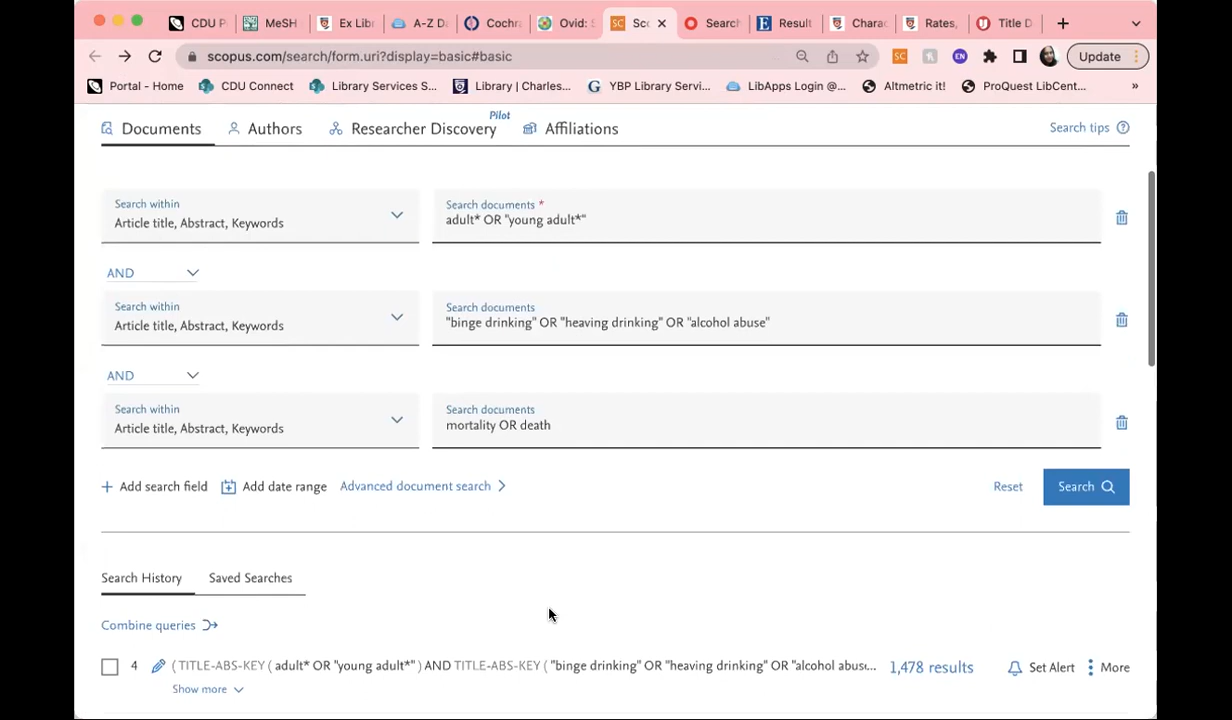 CDU P MeSH Ex Libr A-Z D Cochra Ovid: S Sco Search Result Charac Rates, Title D
scopus.com/search/form.uri?display=basic#basic SC EN Update
Portal - Home CDU Connect Library Services S... Library | Charles... YBP Library Servi... LibApps Login @... Altmetric it! ProQuest LibCent... »
Pilot
Documents Authors Researcher Discovery Affiliations Search tips
Search within Search documents *
Article title, Abstract, Keywords adult* OR "young adult*"
AND
Search within Search documents
Article title, Abstract, Keywords "binge drinking" OR "heaving drinking" OR "alcohol abuse"
AND
Search within Search documents
Article title, Abstract, Keywords mortality OR death
+ Add search field Add date range Advanced document search Reset Search
Search History Saved Searches
Combine queries
4 ( TITLE-ABS-KEY ( adult* OR "young adult*" ) AND TITLE-ABS-KEY ( "binge drinking" OR "heaving drinking" OR "alcohol abus... 1,478 results Set Alert More
Show more